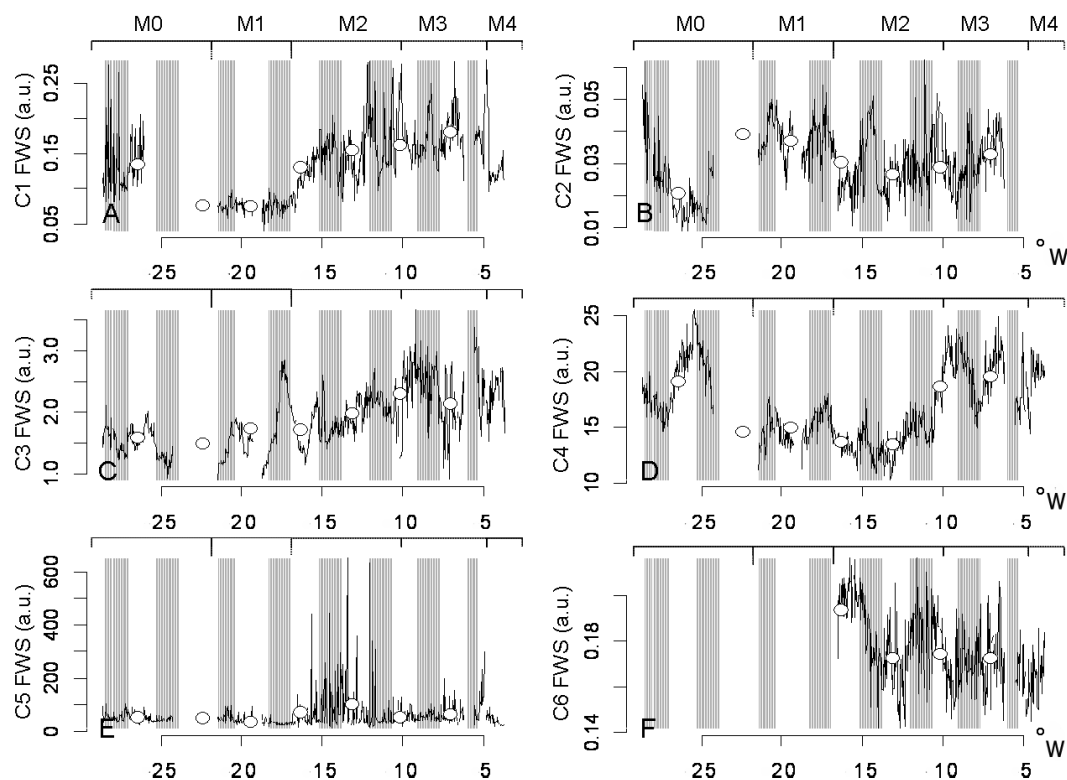 M0 M1 M2 M3 M4
M0 M1 M2 M3 M4
C1 FWS (a.u.)
0.05 0.15 0.25
A
25 20 15 10 5
C2 FWS (a.u.)
0.01 0.03 0.05
B
25 20 15 10 5
°W
C3 FWS (a.u.)
1.0 2.0 3.0
C
25 20 15 10 5
C4 FWS (a.u.)
10 15 20 25
D
25 20 15 10 5
°W
C5 FWS (a.u.)
0 200 400 600
E
25 20 15 10 5
C6 FWS (a.u.)
0.14 0.18
F
25 20 15 10 5
°W